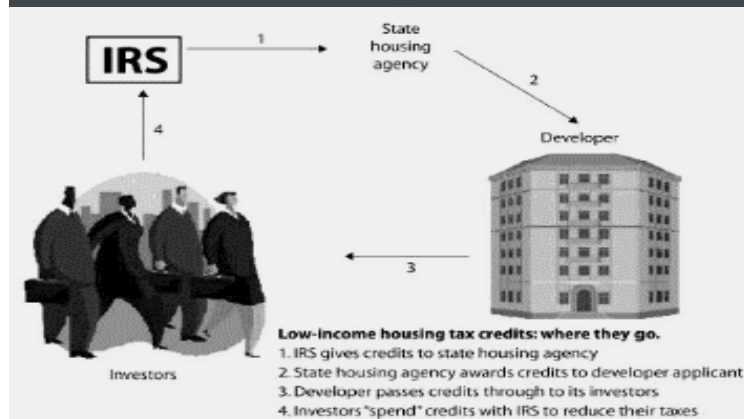 IRS
1
State
housing
agency
2
Developer
4
3
Investors
Low-income housing tax credits: where they go.
1. IRS gives credits to state housing agency
2. State housing agency awards credits to developer applicant
3. Developer passes credits through to its investors
4. Investors "spend" credits with IRS to reduce their taxes